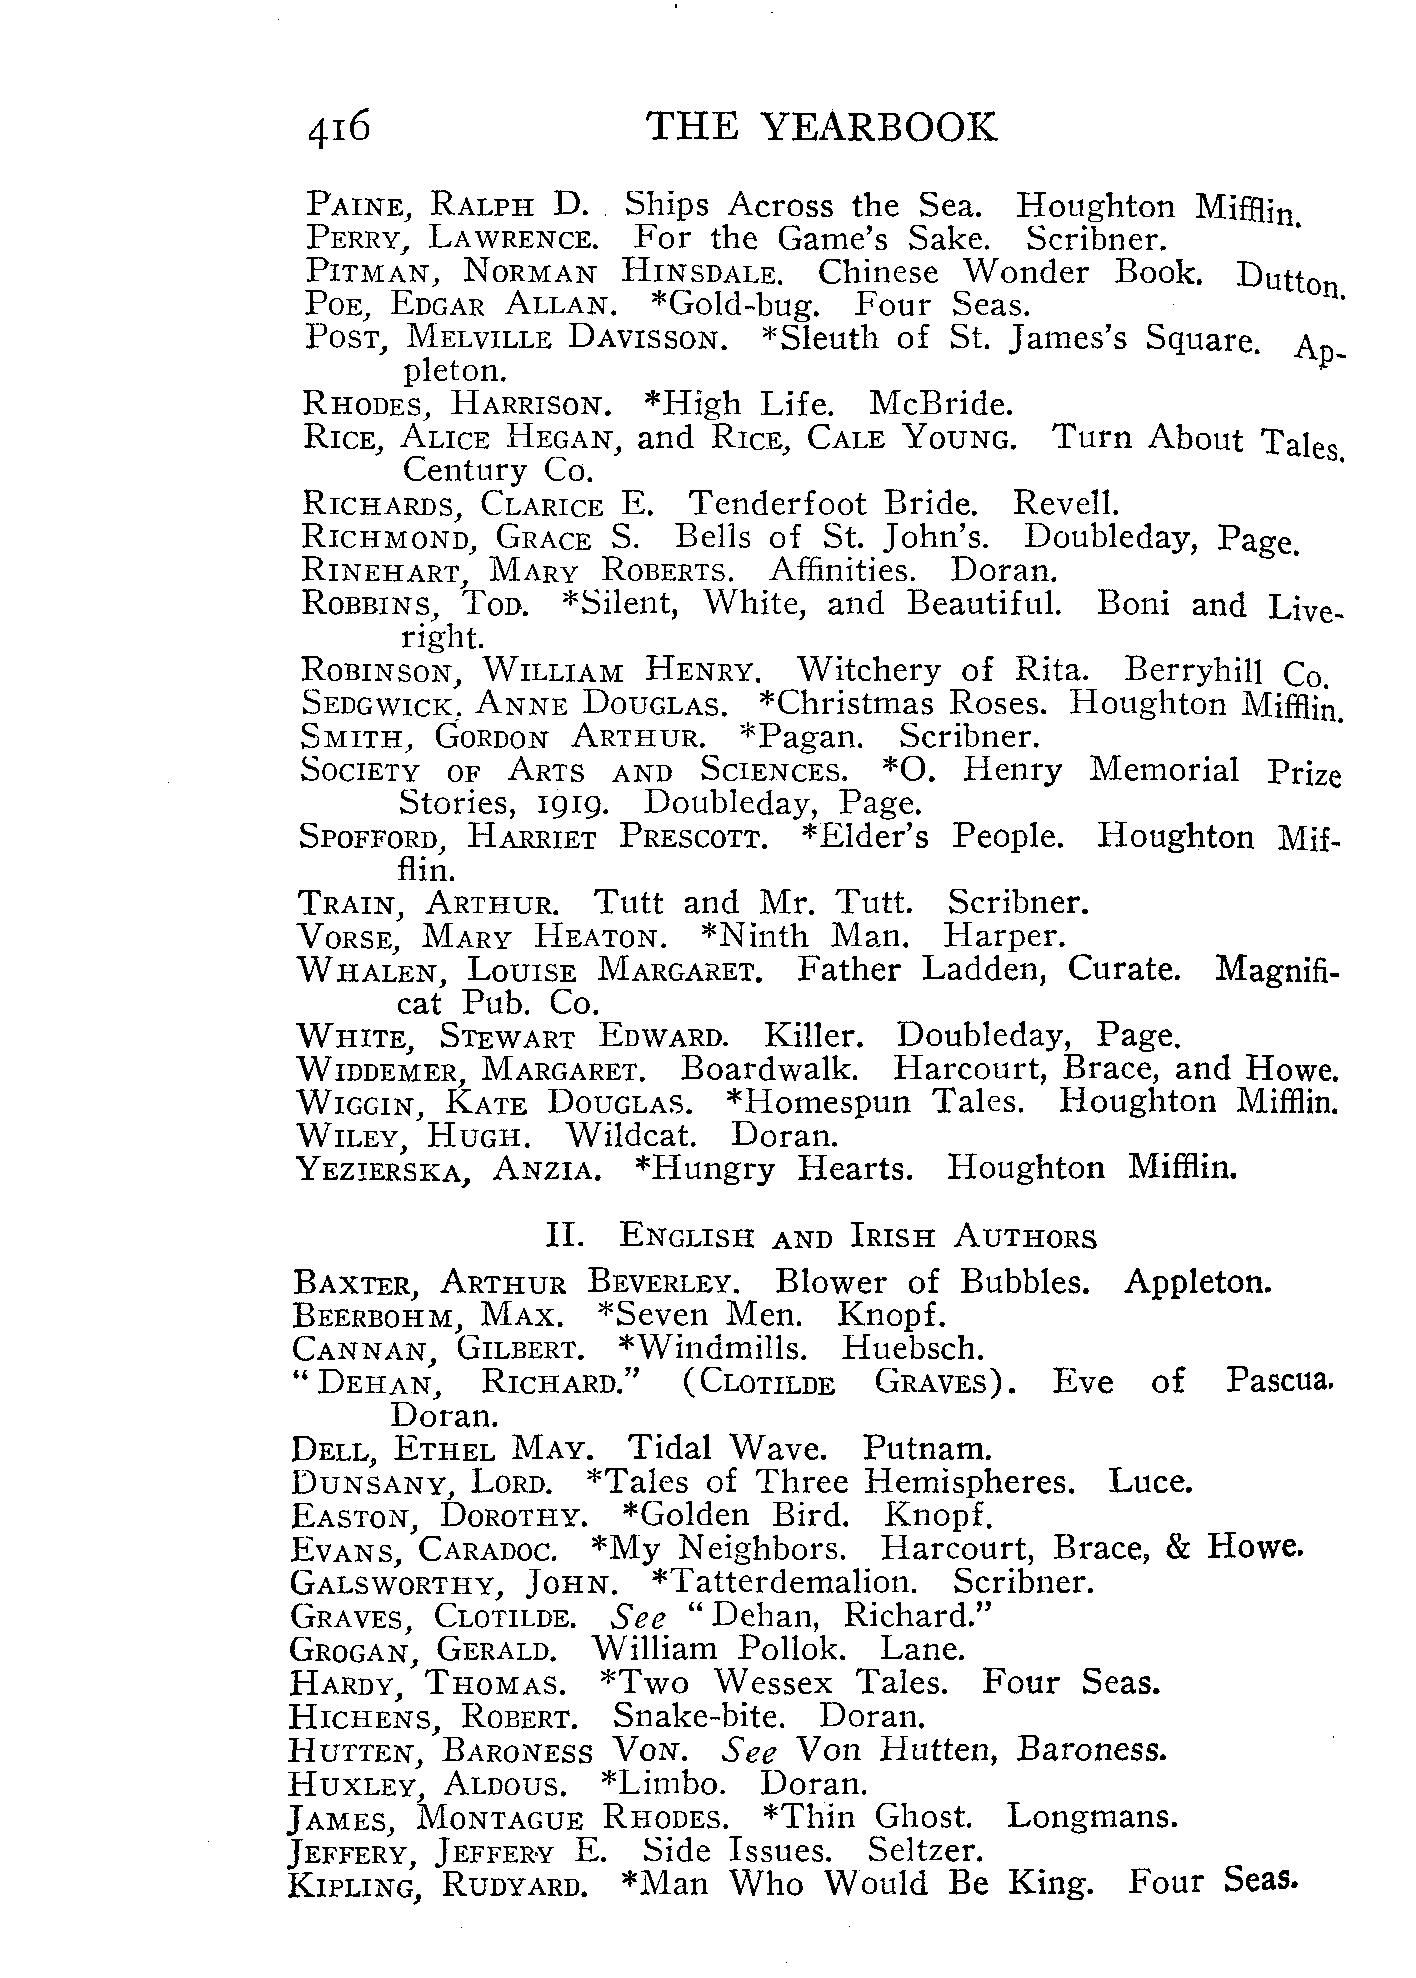 416 THE YEARBOOK
PAINE, RALPH D. Ships Across the Sea. Houghton Mifflin.
PERRY, LAWRENCE. For the Game's Sake. Scribner.
PITMAN, NORMAN HINSDALE. Chinese Wonder Book. Dutton.
POE, EDGAR ALLAN. *Gold-bug. Four Seas.
POST, MELVILLE DAVISSON. *Sleuth of St. James's Square. Ap-
pleton.
RHODES, HARRISON. *High Life. McBride.
RICE, ALICE HEGAN, and RICE, CALE YOUNG. Turn About Tales.
Century Co.
RICHARDS, CLARICE E. Tenderfoot Bride. Revell.
RICHMOND, GRACE S. Bells of St. John's. Doubleday, Page.
RINEHART, MARY ROBERTS. Affinities. Doran.
ROBBINS, TOD. *Silent, White, and Beautiful. Boni and Live-
right.
ROBINSON, WILLIAM HENRY. Witchery of Rita. Berryhill Co.
SEDGWICK, ANNE DOUGLAS. *Christmas Roses. Houghton Mifflin.
SMITH, GORDON ARTHUR. *Pagan. Scribner.
SOCIETY OF ARTS AND SCIENCES. *O. Henry Memorial Prize
Stories, 1919. Doubleday, Page.
SPOFFORD, HARRIET PRESCOTT. *Elder's People. Houghton Mif-
flin.
TRAIN, ARTHUR. Tutt and Mr. Tutt. Scribner.
VORSE, MARY HEATON. *Ninth Man. Harper.
WHALEN, LOUISE MARGARET. Father Ladden, Curate. Magnifi-
cat Pub. Co.
WHITE, STEWART EDWARD. Killer. Doubleday, Page.
WIDDEMER, MARGARET. Boardwalk. Harcourt, Brace, and Howe.
WIGGIN, KATE DOUGLAS. *Homespun Tales. Houghton Mifflin.
WILEY, HUGH. Wildcat. Doran.
YEZIERSKA, ANZIA. *Hungry Hearts. Houghton Mifflin.
II. ENGLISH AND IRISH AUTHORS
BAXTER, ARTHUR BEVERLEY. Blower of Bubbles. Appleton.
BEERBOHM, MAX. *Seven Men. Knopf.
CANNAN, GILBERT. *Windmills. Huebsch.
"DEHAN, RICHARD." (CLOTILDE GRAVES). Eve of Pascua.
Doran.
DELL, ETHEL MAY. Tidal Wave. Putnam.
DUNSANY, LORD. *Tales of Three Hemispheres. Luce.
EASTON, DOROTHY. *Golden Bird. Knopf.
EVANS, CARADOC. *My Neighbors. Harcourt, Brace, & Howe.
GALSWORTHY, JOHN. *Tatterdemalion. Scribner.
GRAVES, CLOTILDE. See "Dehan, Richard."
GROGAN, GERALD. William Pollok. Lane.
HARDY, THOMAS. *Two Wessex Tales. Four Seas.
HICHENS, ROBERT. Snake-bite. Doran.
HUTTEN, BARONESS VON. See Von Hutten, Baroness.
HUXLEY, ALDOUS. *Limbo. Doran.
JAMES, MONTAGUE RHODES. *Thin Ghost. Longmans.
JEFFERY, JEFFERY E. Side Issues. Seltzer.
KIPLING, RUDYARD. *Man Who Would Be King. Four Seas.